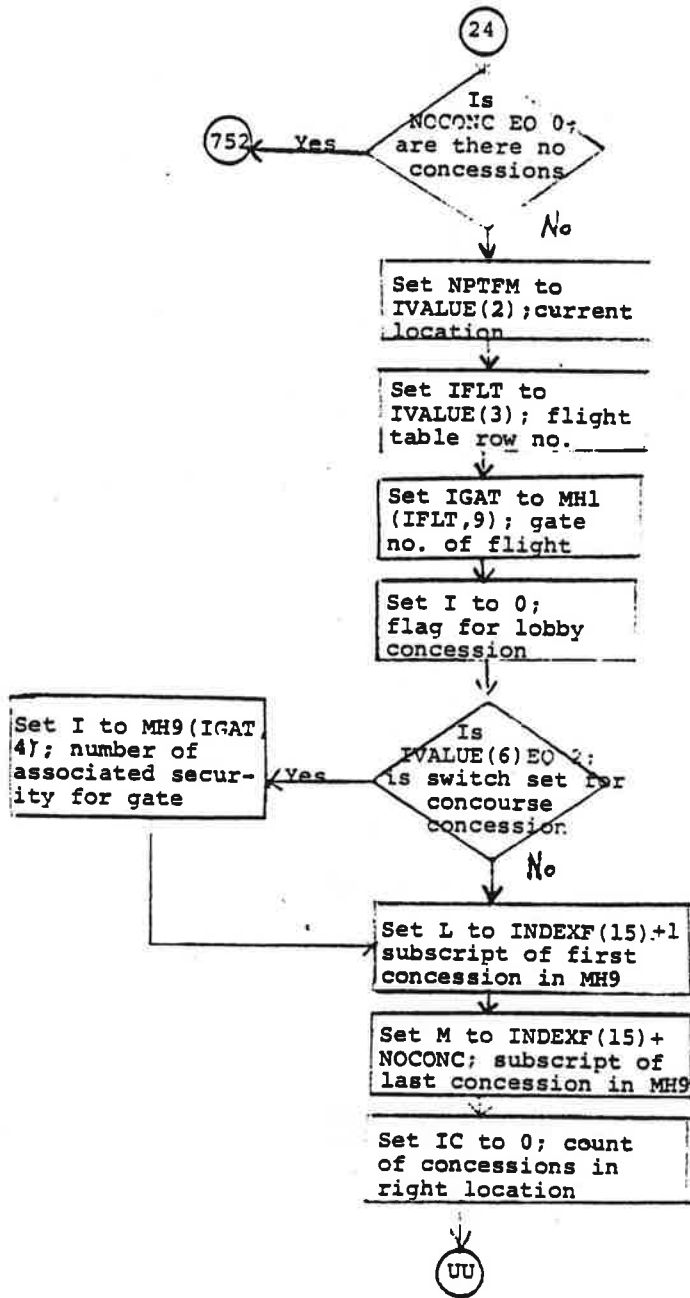 24
Is
NOCONC EQ 0;
are there no
concessions
752
Yes
No
Set NPTFM to
IVALUE(2);current
location
Set IFLT to
IVALUE(3); flight
table row no.
Set IGAT to MH1
(IFLT,9); gate
no. of flight
Set I to 0;
flag for lobby
concession
Is
IVALUE(6)EQ 2;
is switch set for
concourse
concession
Yes
Set I to MH9(IGAT,
4); number of
associated secur-
ity for gate
No
Set L to INDEXF(15)+1
subscript of first
concession in MH9
Set M to INDEXF(15)+
NOCONC; subscript of
last concession in MH9
Set IC to 0; count
of concessions in
right location
UU